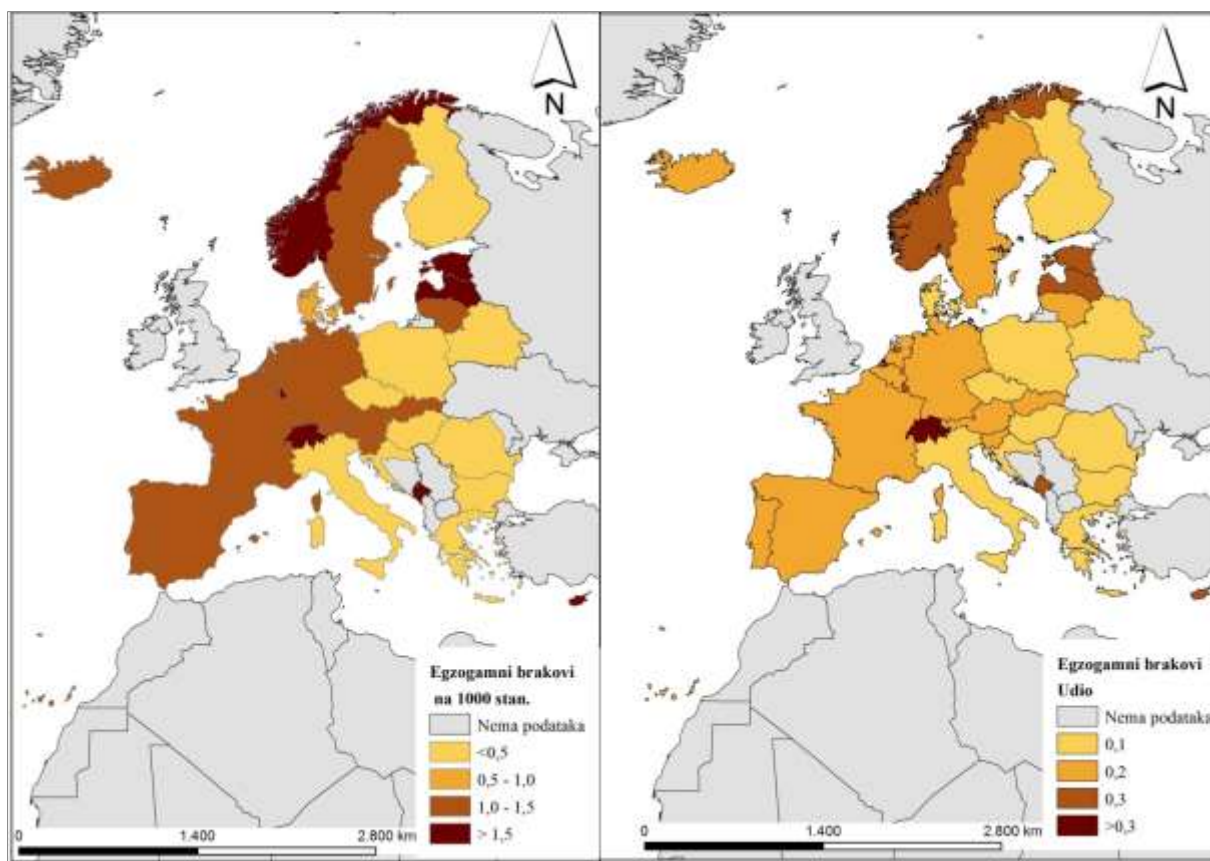 N
Egzogamni brakovi
na 1000 stan.
Nema podataka
<0,5
0,5 - 1,0
1,0 - 1,5
> 1,5
0
1.400
2.800 km
N
Egzogamni brakovi
Udio
Nema podataka
0,1
0,2
0,3
>0,3
0
1.400
2.800 km